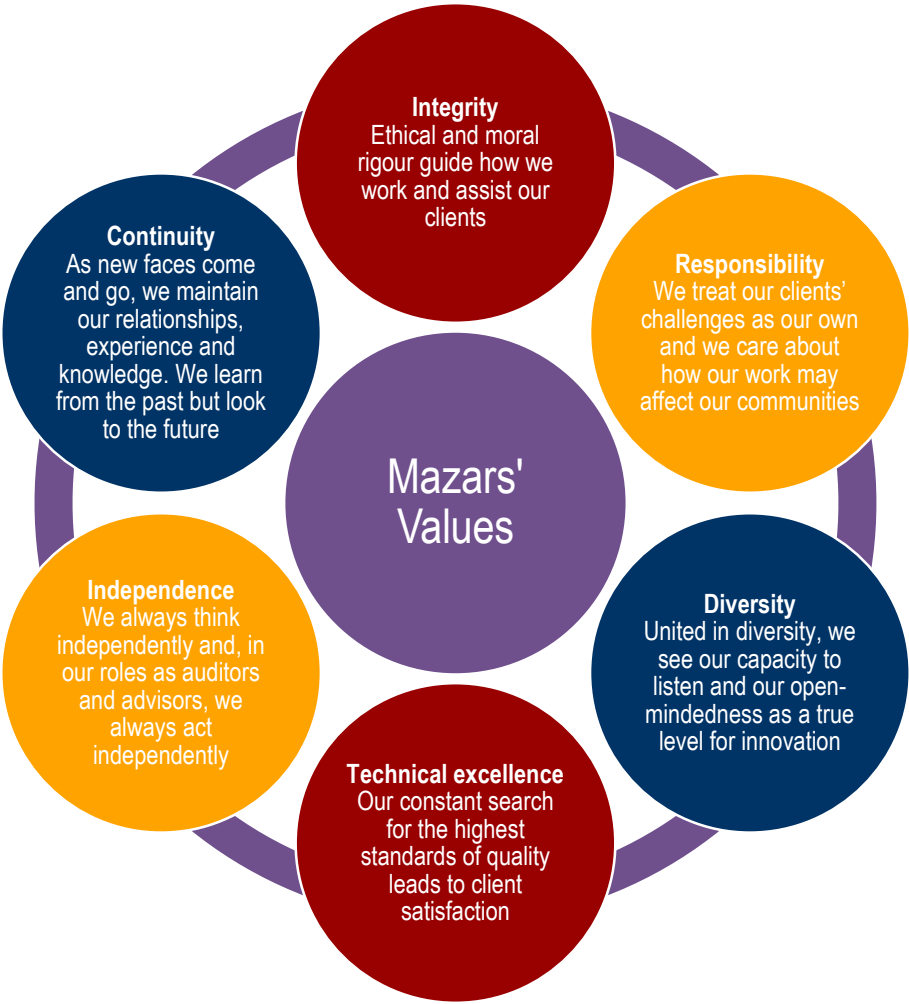 Integrity
Ethical and moral
rigour guide how we
work and assist our
clients
Responsibility
We treat our clients’
challenges as our own
and we care about
how our work may
affect our communities
Diversity
United in diversity, we
see our capacity to
listen and our open-
mindedness as a true
level for innovation
Technical excellence
Our constant search
for the highest
standards of quality
leads to client
satisfaction
Independence
We always think
independently and, in
our roles as auditors
and advisors, we
always act
independently
Continuity
As new faces come
and go, we maintain
our relationships,
experience and
knowledge. We learn
from the past but look
to the future
Mazars'
Values